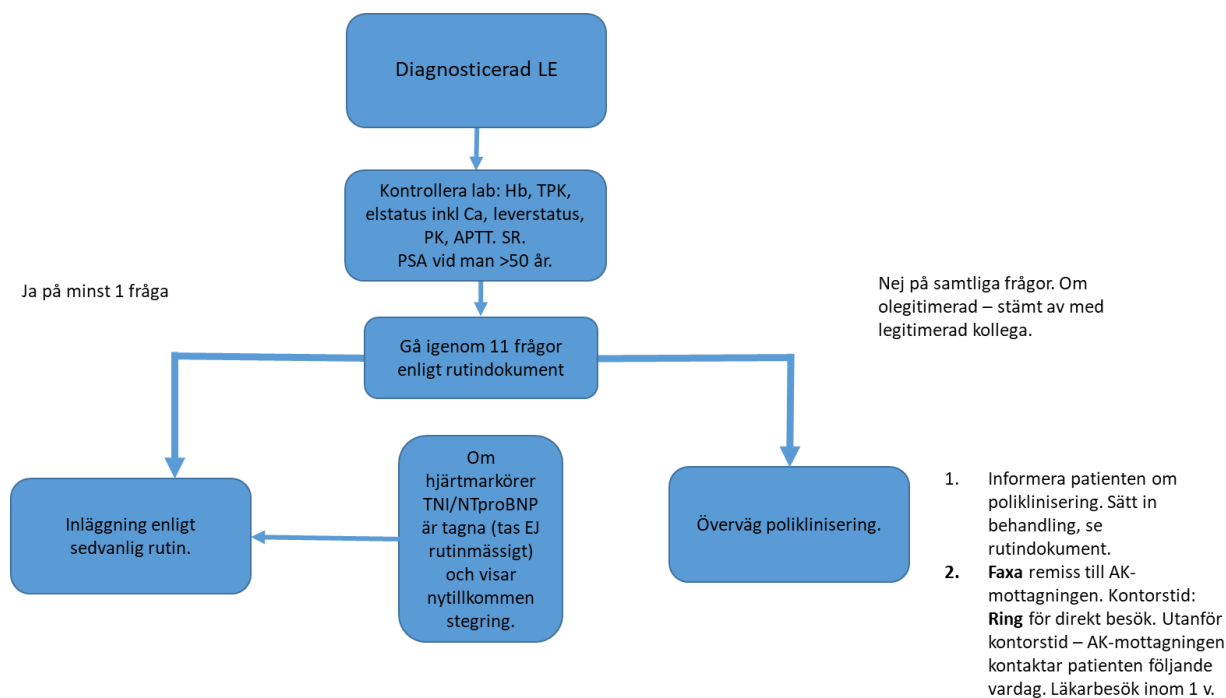 Diagnosticerad LE
Kontrollera lab: Hb, TPK,
elstatus inkl Ca, leverstatus,
PK, APTT. SR.
PSA vid man >50 år.
Ja på minst 1 fråga
Nej på samtliga frågor. Om
olegitimerad – stämt av med
legitimerad kollega.
Gå igenom 11 frågor
enligt rutindokument
Inläggning enligt
sedvanlig rutin.
Om
hjärtmarkörer
TNI/NTproBNP
är tagna (tas EJ
rutinmässigt)
och visar
nytillkommen
stegring.
Överväg poliklinisering.
1. Informera patienten om
poliklinisering. Sätt in
behandling, se
rutindokument.
2. Faxa remiss till AK-
mottagningen. Kontorstid:
Ring för direkt besök. Utanför
kontorstid – AK-mottagningen
kontaktar patienten följande
vardag. Läkarbesök inom 1 v.